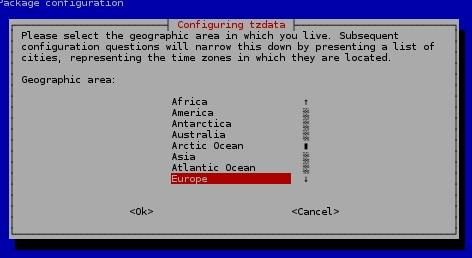 Package configuration
Configuring tzdata
Please select the geographic area in which you live. Subsequent
configuration questions will narrow this down by presenting a list of
cities, representing the time zones in which they are located.
Geographic area:
Africa
America
Antarctica
Australia
Arctic Ocean
Asia
Atlantic Ocean
Europe
<Ok> <Cancel>